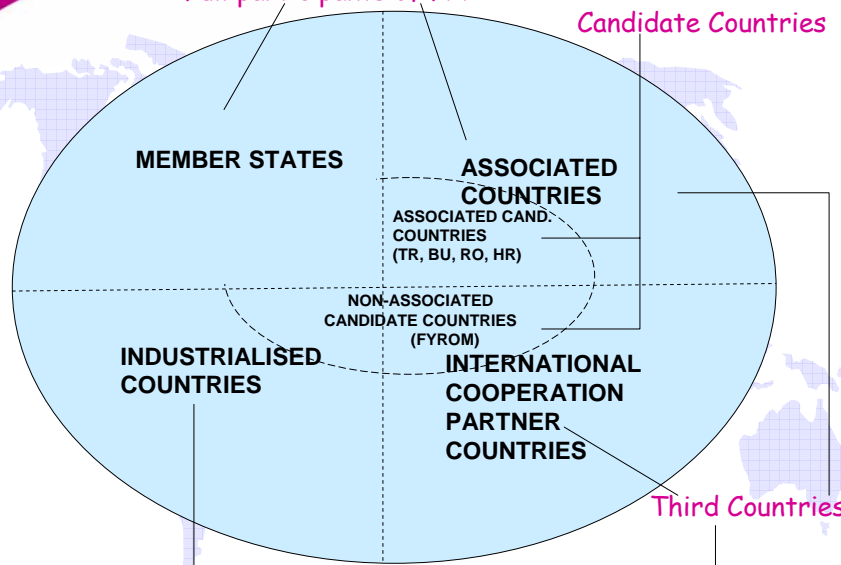 Candidate Countries
MEMBER STATES
ASSOCIATED
COUNTRIES
ASSOCIATED CAND.
COUNTRIES
(TR, BU, RO, HR)
NON-ASSOCIATED
CANDIDATE COUNTRIES
(FYROM)
INDUSTRIALISED
COUNTRIES
INTERNATIONAL
COOPERATION
PARTNER
COUNTRIES
Third Countries